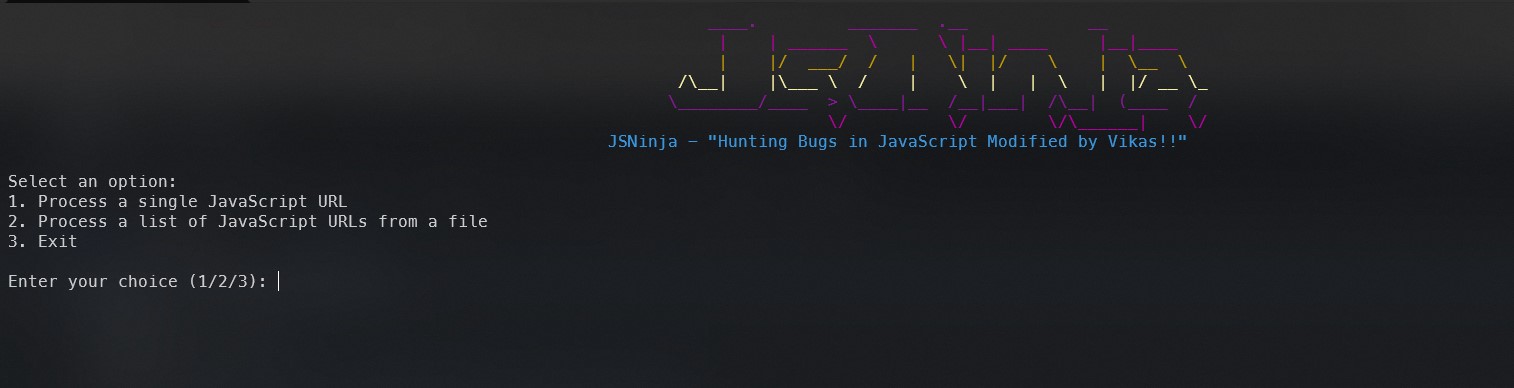 JSNinja – "Hunting Bugs in JavaScript Modified by Vikas!!"
Select an option:
1. Process a single JavaScript URL
2. Process a list of JavaScript URLs from a file
3. Exit
Enter your choice (1/2/3):